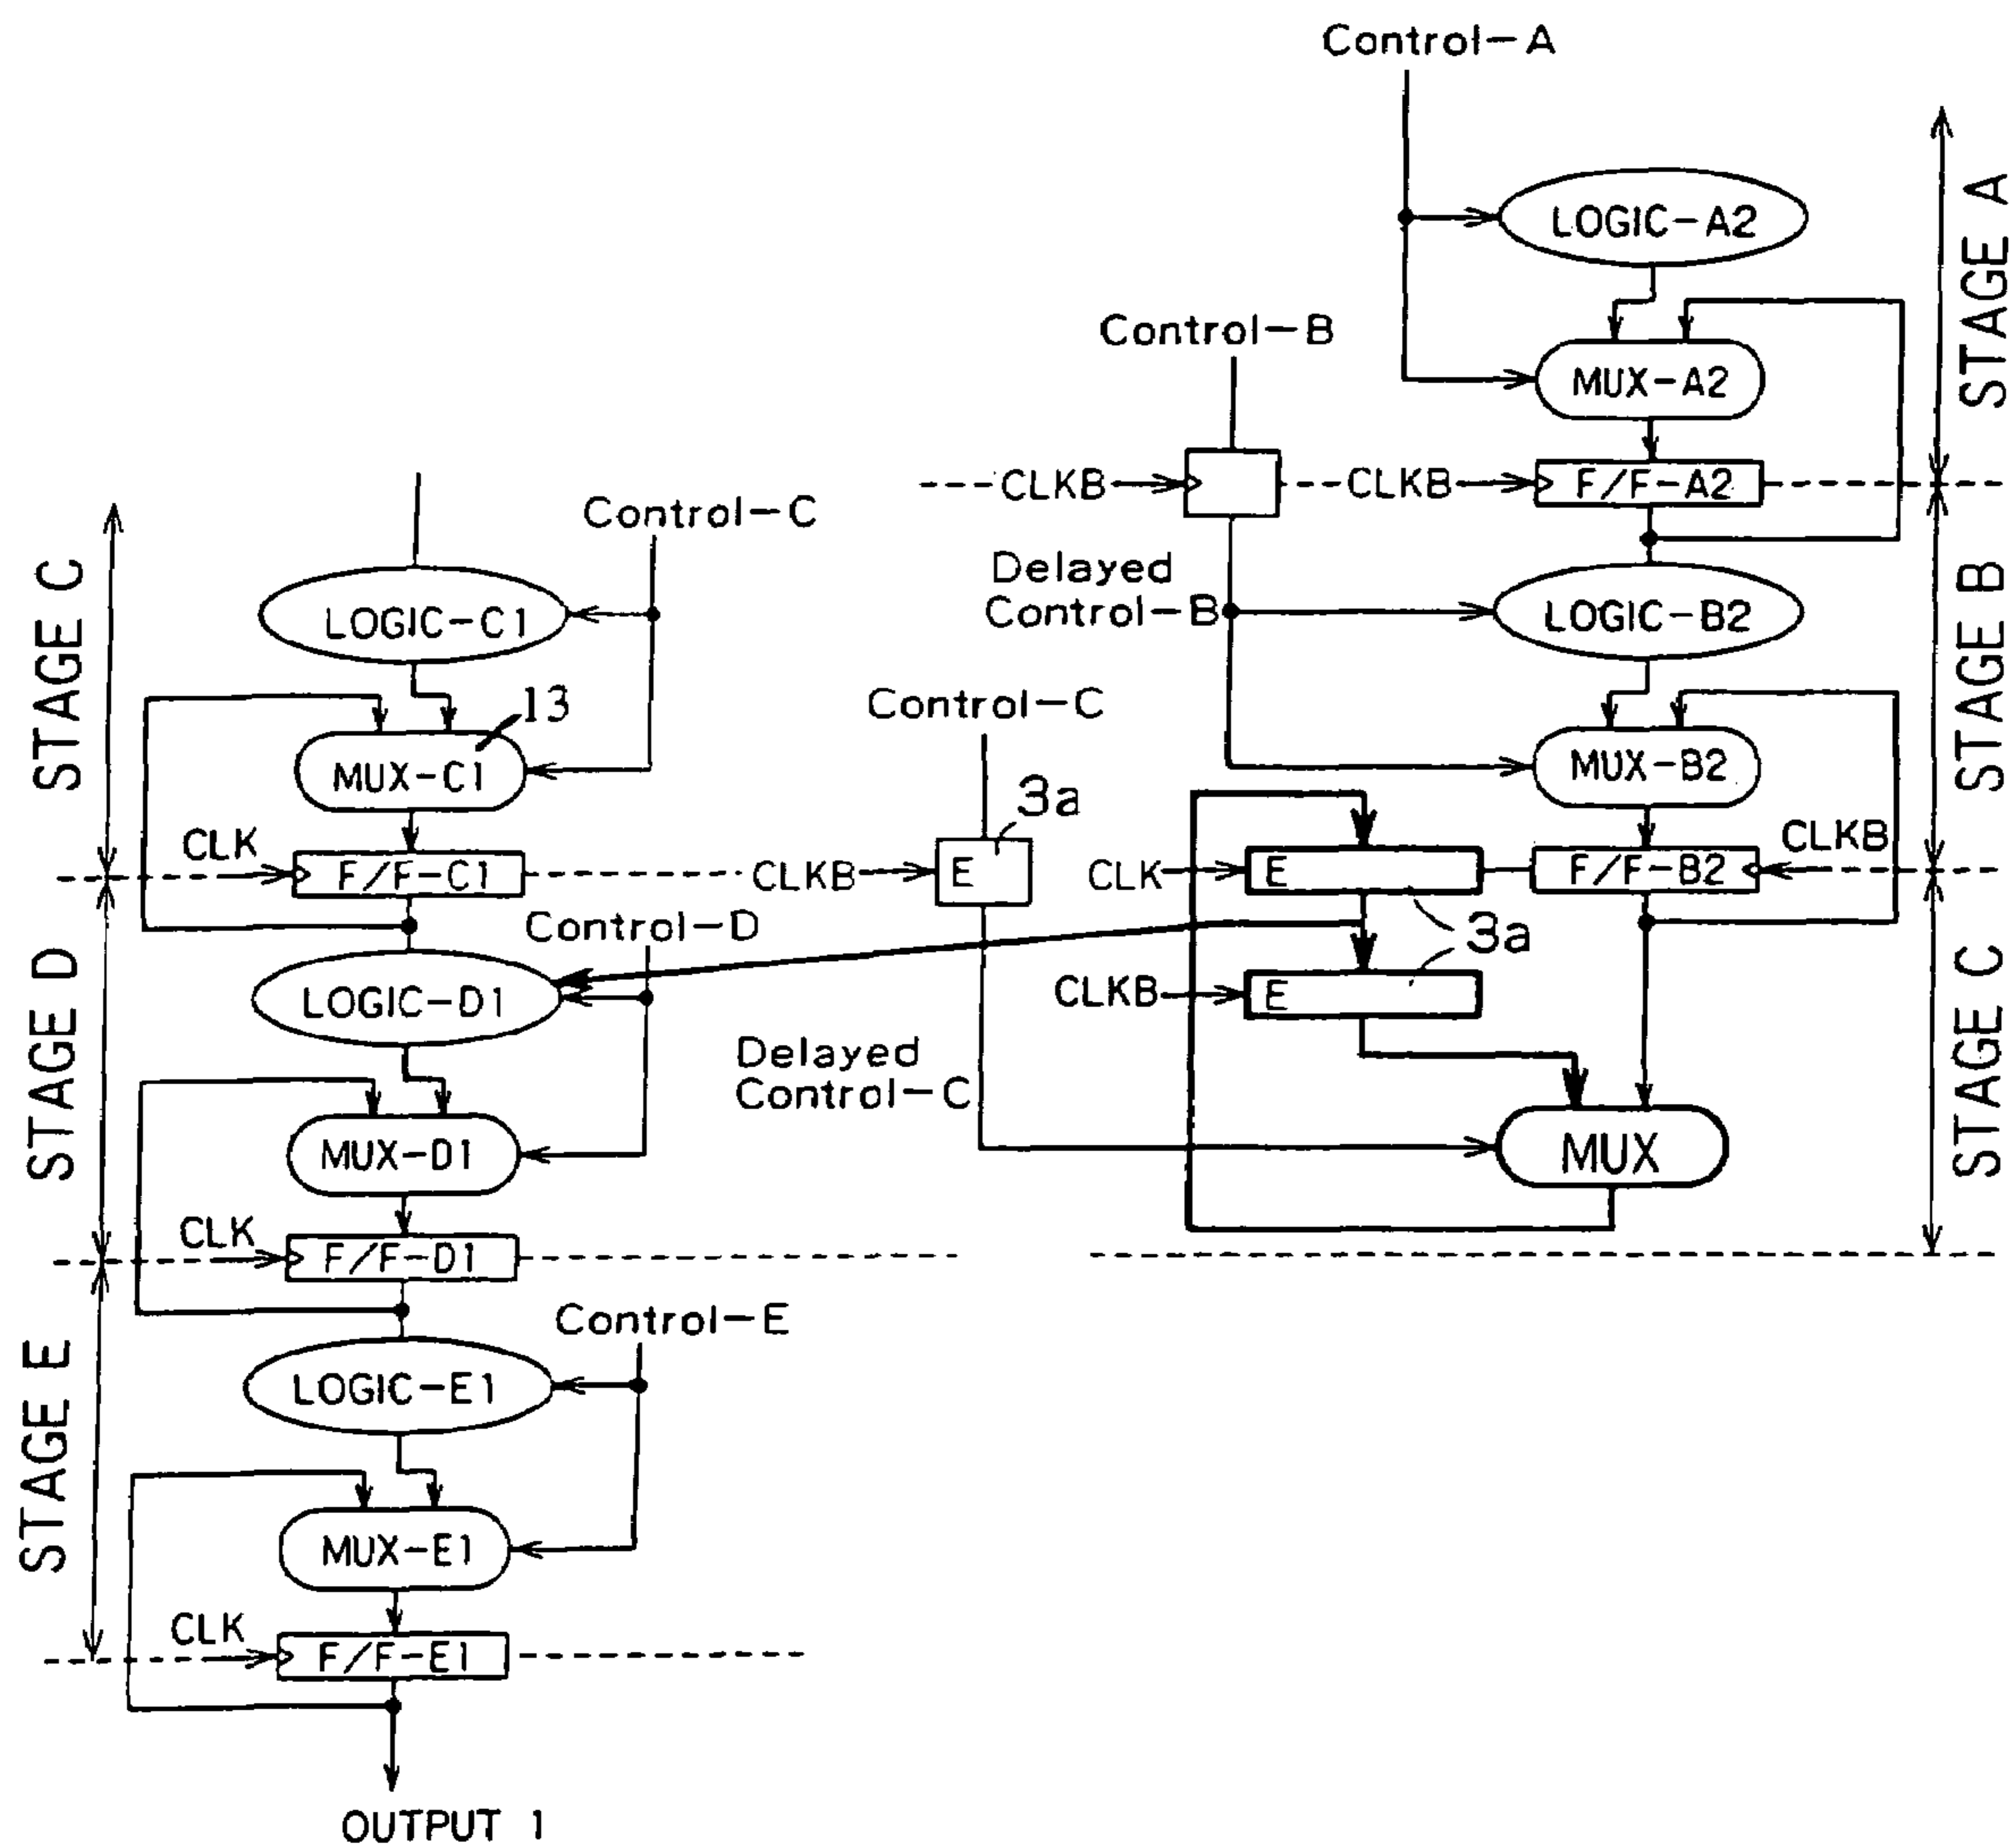 Control-A
LOGIC-A2
STAGE A
Control-B
MUX-A2
CLKB
CLKB
F/F-A2
Control-C
Delayed
Control-B
LOGIC-B2
STAGE B
STAGE C
LOGIC-C1
13
Control-C
MUX-C1
MUX-B2
3a
CLK
F/F-C1
CLKB
E
CLK
E
F/F-B2
CLKB
Control-D
3a
STAGE D
LOGIC-D1
CLKB
E
STAGE C
Delayed
Control-C
MUX-D1
MUX
CLK
F/F-D1
Control-E
STAGE E
LOGIC-E1
MUX-E1
CLK
F/F-E1
OUTPUT 1